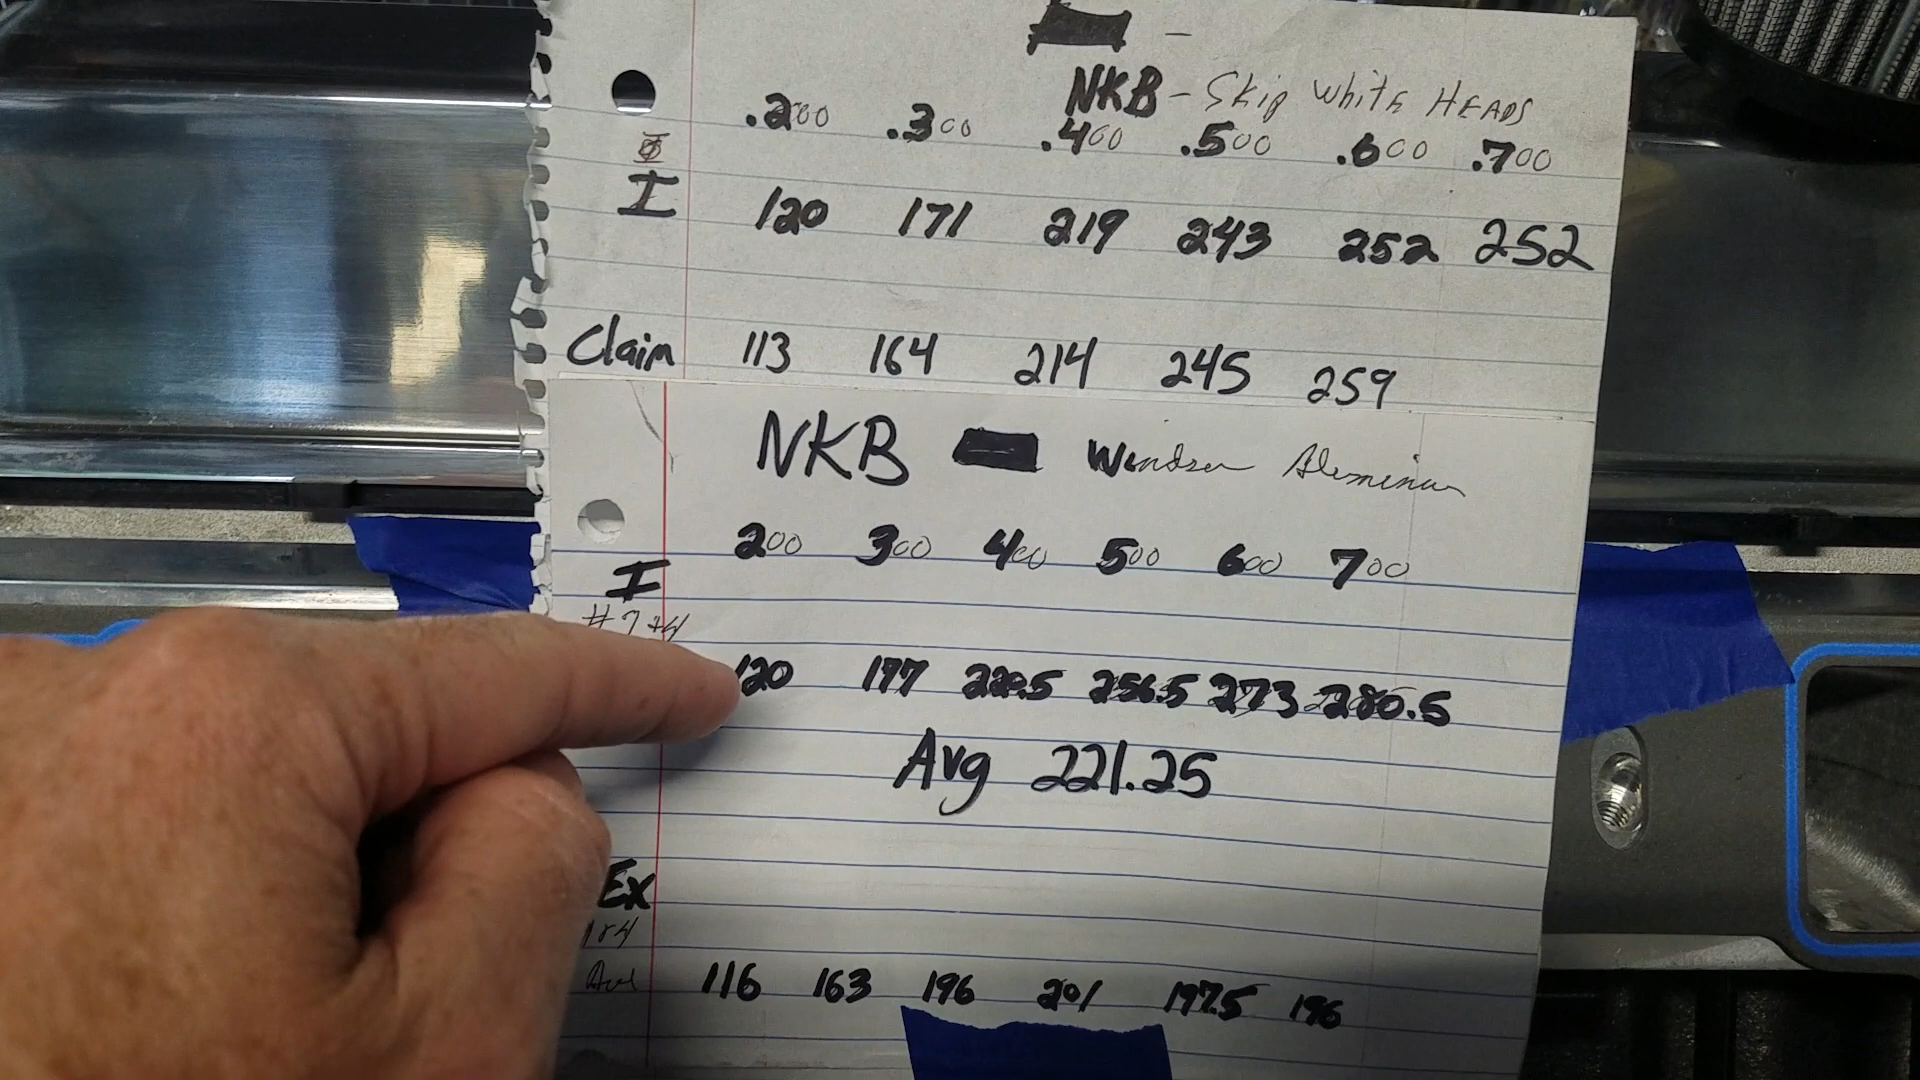 NKB - Skip White HEADS
.200 .300 .400 .500 .600 .700
I 120 171 219 243 252 252
Claim 113 164 214 245 259
NKB Windsor Aluminum
200 300 400 500 600 700
I
120 177 220.5 256.5 273 280.5
Avg 221.25
Ex
116 163 196 201 197.5 196